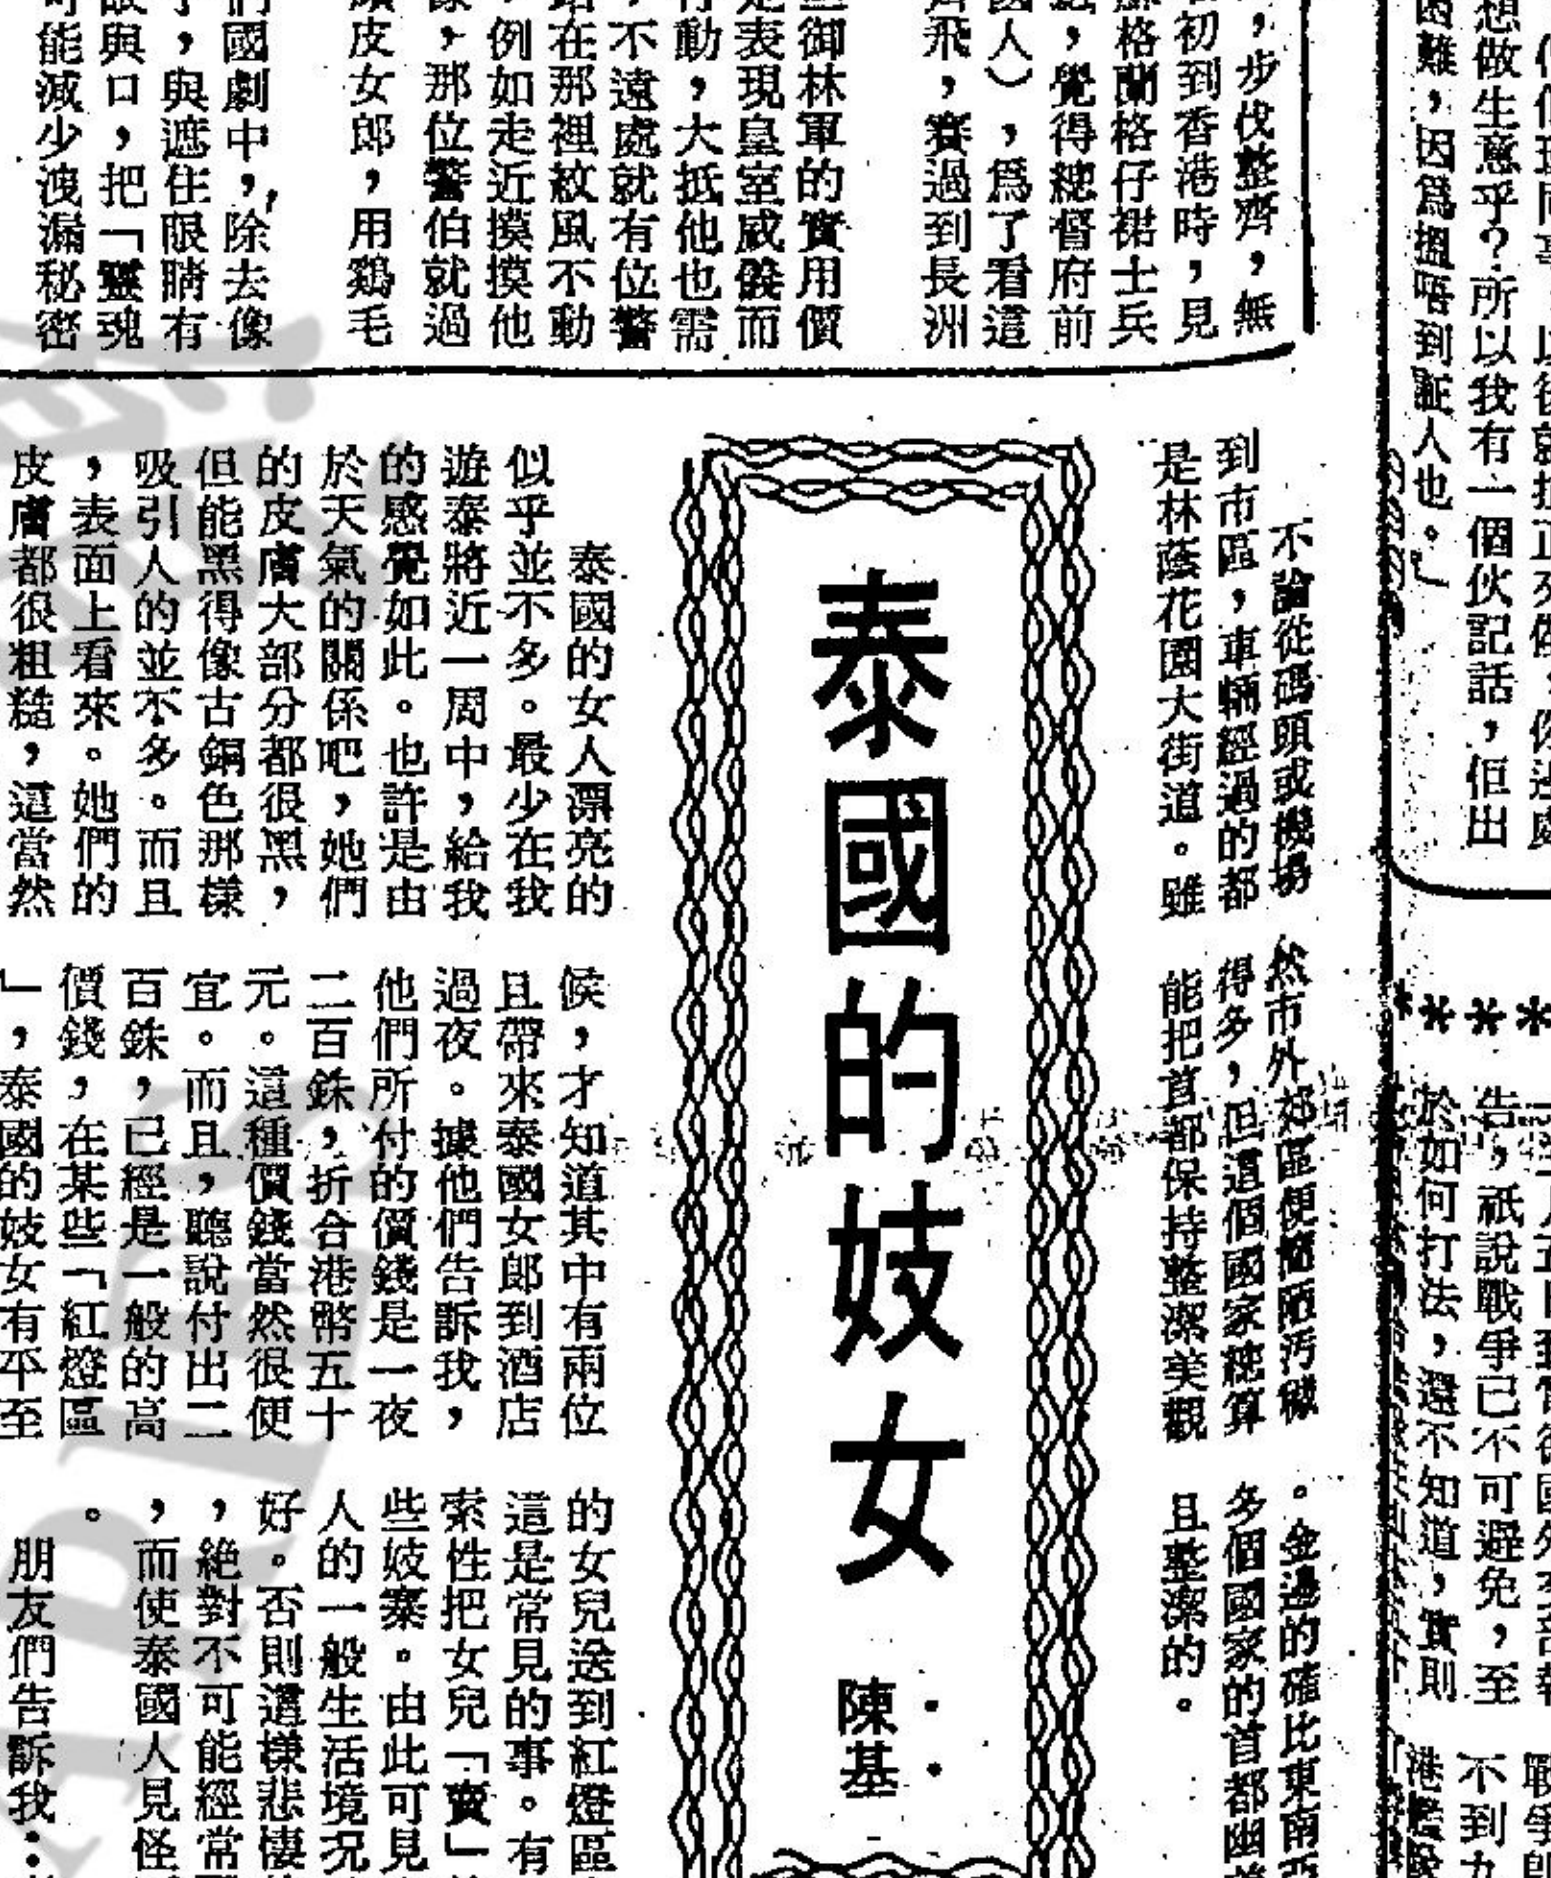 想做生意乎?所以我有一個伙記話,佢出
困難,因爲搵唔到証人也。」
****
告,祇說戰爭已不可避免,至
於如何打法,還不知道,實則
戰爭即
不到九
港
,步伐整齊,無
初到香港時,見
蘇格蘭格仔裙士兵
,覺得總督府前
國人),爲了看這
齊飛,賽過到長洲
御林軍的實用價
是表現皇室威儀而
行動,大抵他也需
,不遠處就有位警
站在那裡紋風不動
,例如走近摸摸他
像,那位警伯就過
頭皮女郎,用鷄毛
們國劇中,除去像
,與遮住眼睛有
眼與口,把「靈魂
可能減少洩漏秘密
不論從碼頭或機場
到市區,車輛經過的都
是林蔭花園大街道。雖
然市外郊區便簡陋汚穢
得多,但這個國家總算
能把首都保持整潔美觀
。金邊的確比東南亞
多個國家的首都幽
且整潔的。
泰國的妓女
陳基
泰國的女人漂亮的
似乎並不多。最少在我
遊泰將近一周中,給我
的感覺如此。也許是由
於天氣的關係吧,她們
的皮膚大部分都很黑,
但能黑得像古銅色那樣
吸引人的並不多。而且
,表面上看來。她們的
皮膚都很粗糙,這當然
候,才知道其中有兩位
且帶來泰國女郎到酒店
過夜。據他們告訴我,
他們所付的價錢是一夜
二百銖,折合港幣五十
元。這種價錢當然很便
宜。而且,聽說付出二
百銖,已經是一般的高
價錢,在某些「紅燈區
」,泰國的妓女有平至
的女兒送到紅燈區
這是常見的事。有
索性把女兒「賣」
些妓寨。由此可見
人的一般生活境況
好。否則這樣悲悽
,絕對不可能經常
,而使泰國人見怪
。
朋友們告訴我: